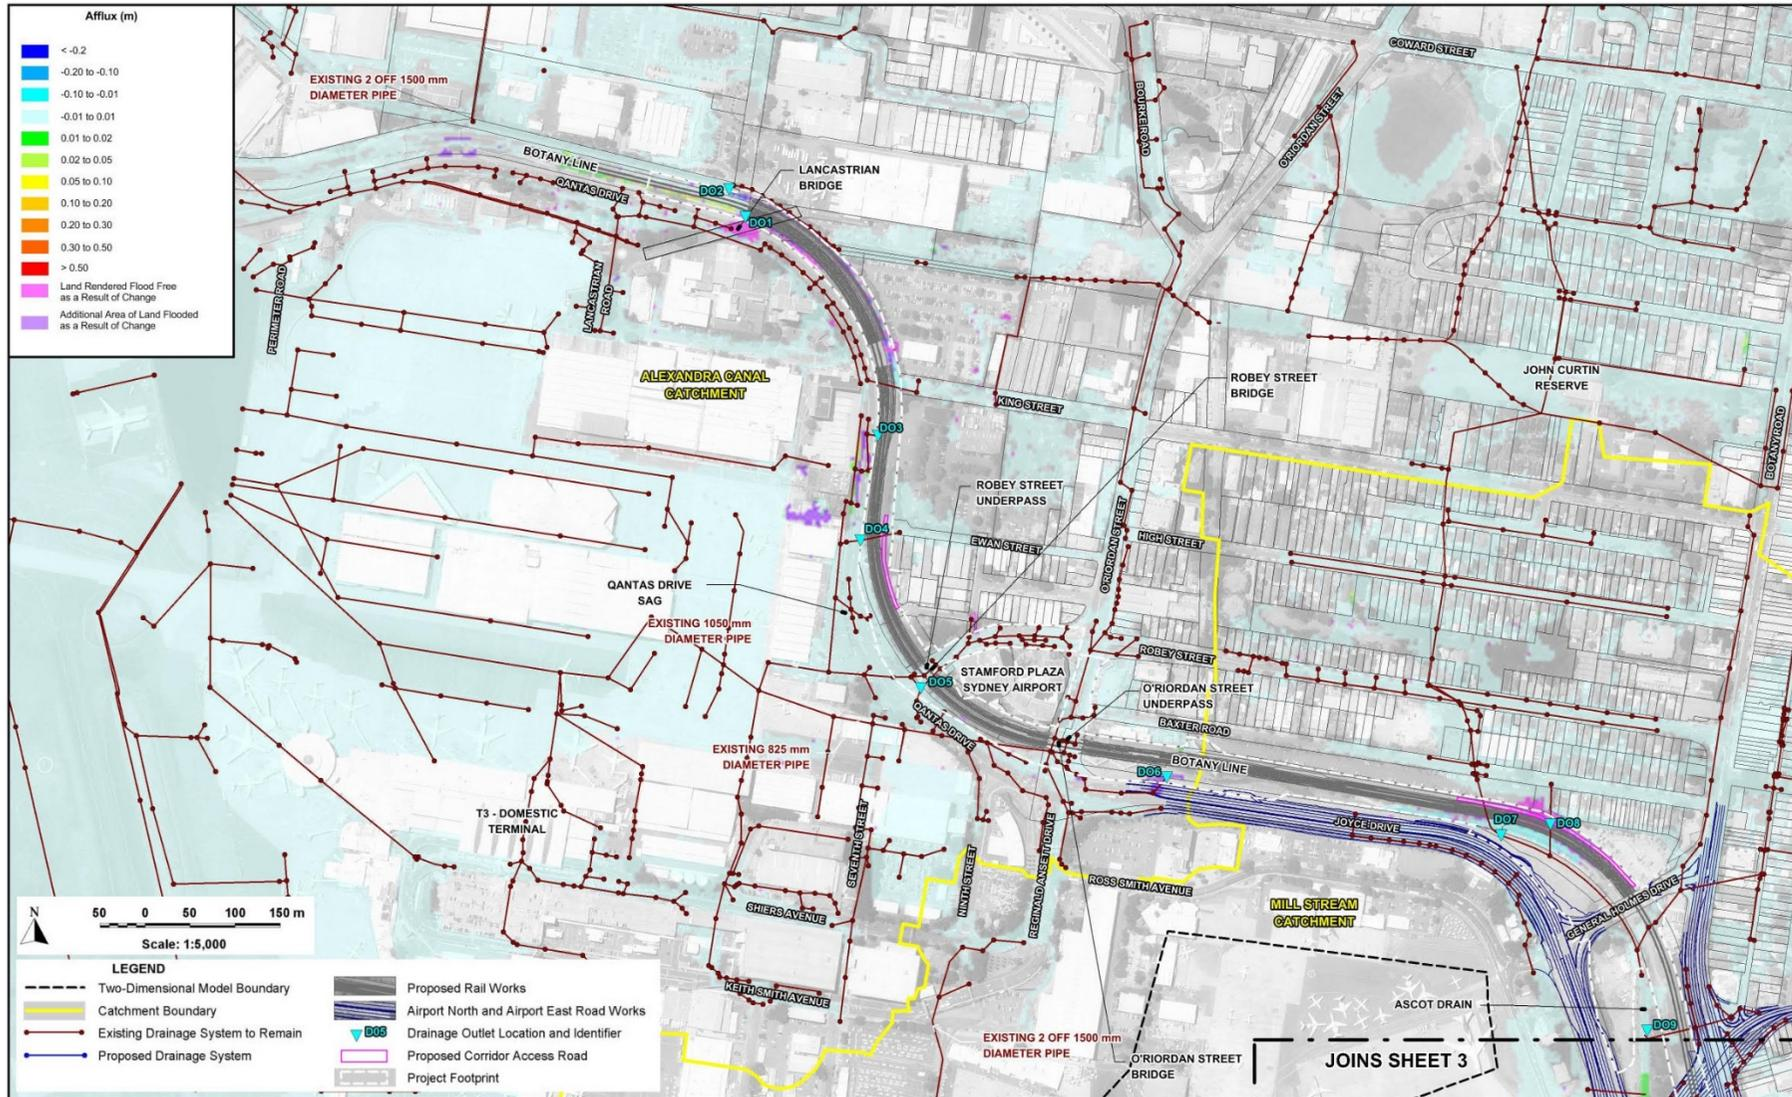 Afflux (m)
< -0.2
-0.20 to -0.10
-0.10 to -0.01
-0.01 to 0.01
0.01 to 0.02
0.02 to 0.05
0.05 to 0.10
0.10 to 0.20
0.20 to 0.30
0.30 to 0.50
> 0.50
Land Rendered Flood Free
as a Result of Change
Additional Area of Land Flooded
as a Result of Change
EXISTING 2 OFF 1500 mm
DIAMETER PIPE
COWARD STREET
BOURKE ROAD
O'RIORDAN STREET
BOTANY LINE
QANTAS DRIVE
DO2
DO1
LANCASTRIAN
BRIDGE
PERIMETER ROAD
LANCASTRIAN
ROAD
ALEXANDRA CANAL
CATCHMENT
KING STREET
ROBEY STREET
BRIDGE
JOHN CURTIN
RESERVE
BOTANY ROAD
DO3
ROBEY STREET
UNDERPASS
DO4
EWAN STREET
O'RIORDAN STREET
HIGH STREET
QANTAS DRIVE
SAG
EXISTING 1050 mm
DIAMETER PIPE
STAMFORD PLAZA
SYDNEY AIRPORT
ROBEY STREET
DO5
O'RIORDAN STREET
UNDERPASS
QANTAS DRIVE
BAXTER ROAD
EXISTING 825 mm
DIAMETER PIPE
BOTANY LINE
DO6
T3 - DOMESTIC
TERMINAL
SEVENTH STREET
NINTH STREET
REGINALD ANSETT DRIVE
JOYCE DRIVE
DO7
DO8
ROSS SMITH AVENUE
MILL STREAM
CATCHMENT
GENERAL HOLMES DRIVE
SHIERS AVENUE
KEITH SMITH AVENUE
ASCOT DRAIN
DO9
EXISTING 2 OFF 1500 mm
DIAMETER PIPE
O'RIORDAN STREET
BRIDGE
JOINS SHEET 3
N
50 0 50 100 150 m
Scale: 1:5,000
LEGEND
Two-Dimensional Model Boundary
Catchment Boundary
Existing Drainage System to Remain
Proposed Drainage System
Proposed Rail Works
Airport North and Airport East Road Works
D05 Drainage Outlet Location and Identifier
Proposed Corridor Access Road
Project Footprint